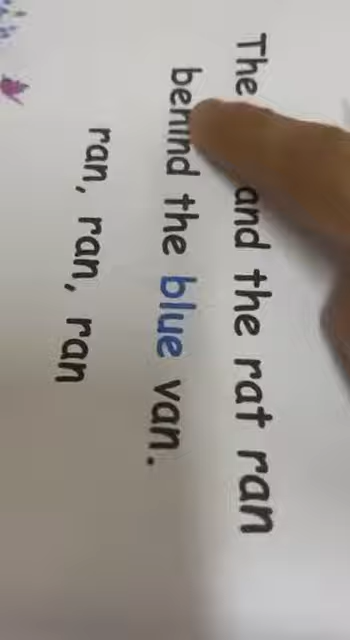 The and the rat ran
behind the blue van.
ran, ran, ran